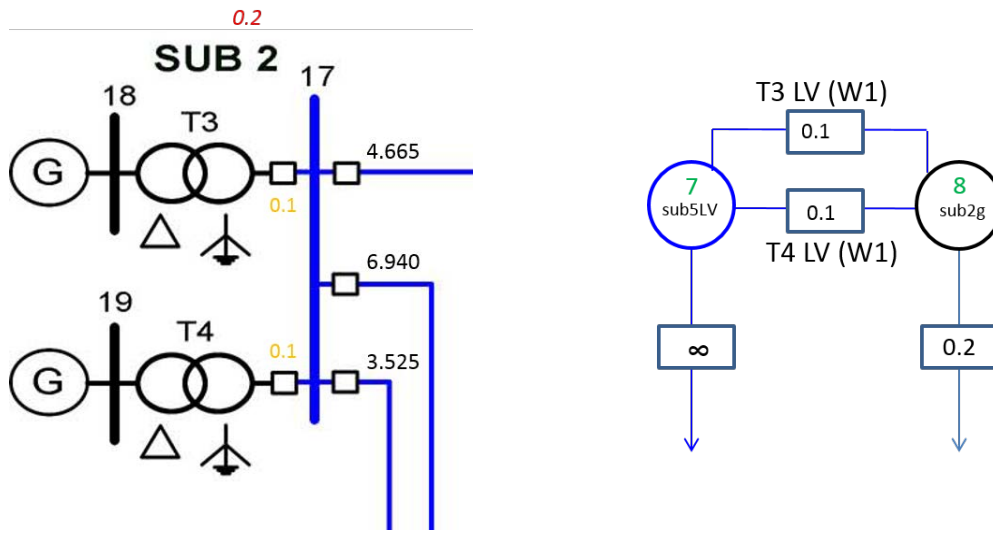 0.2
SUB 2
17
18
T3
G
4.665
0.1
6.940
19
T4
0.1
3.525
G
T3 LV (W1)
0.1
7
sub5LV
8
sub2g
0.1
T4 LV (W1)
∞
0.2